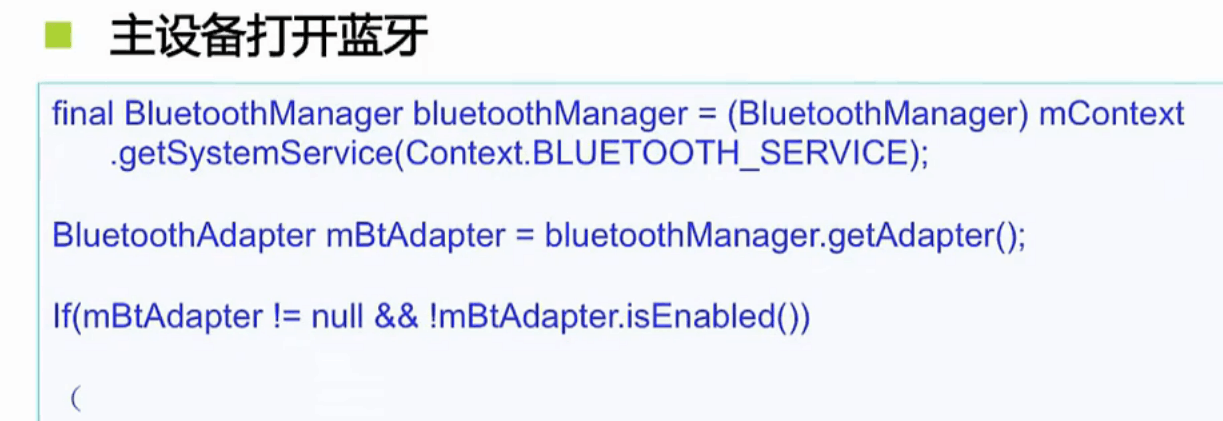 主设备打开蓝牙
final BluetoothManager bluetoothManager = (BluetoothManager) mContext
.getSystemService(Context.BLUETOOTH_SERVICE);
BluetoothAdapter mBtAdapter = bluetoothManager.getAdapter();
If(mBtAdapter != null && !mBtAdapter.isEnabled())
（